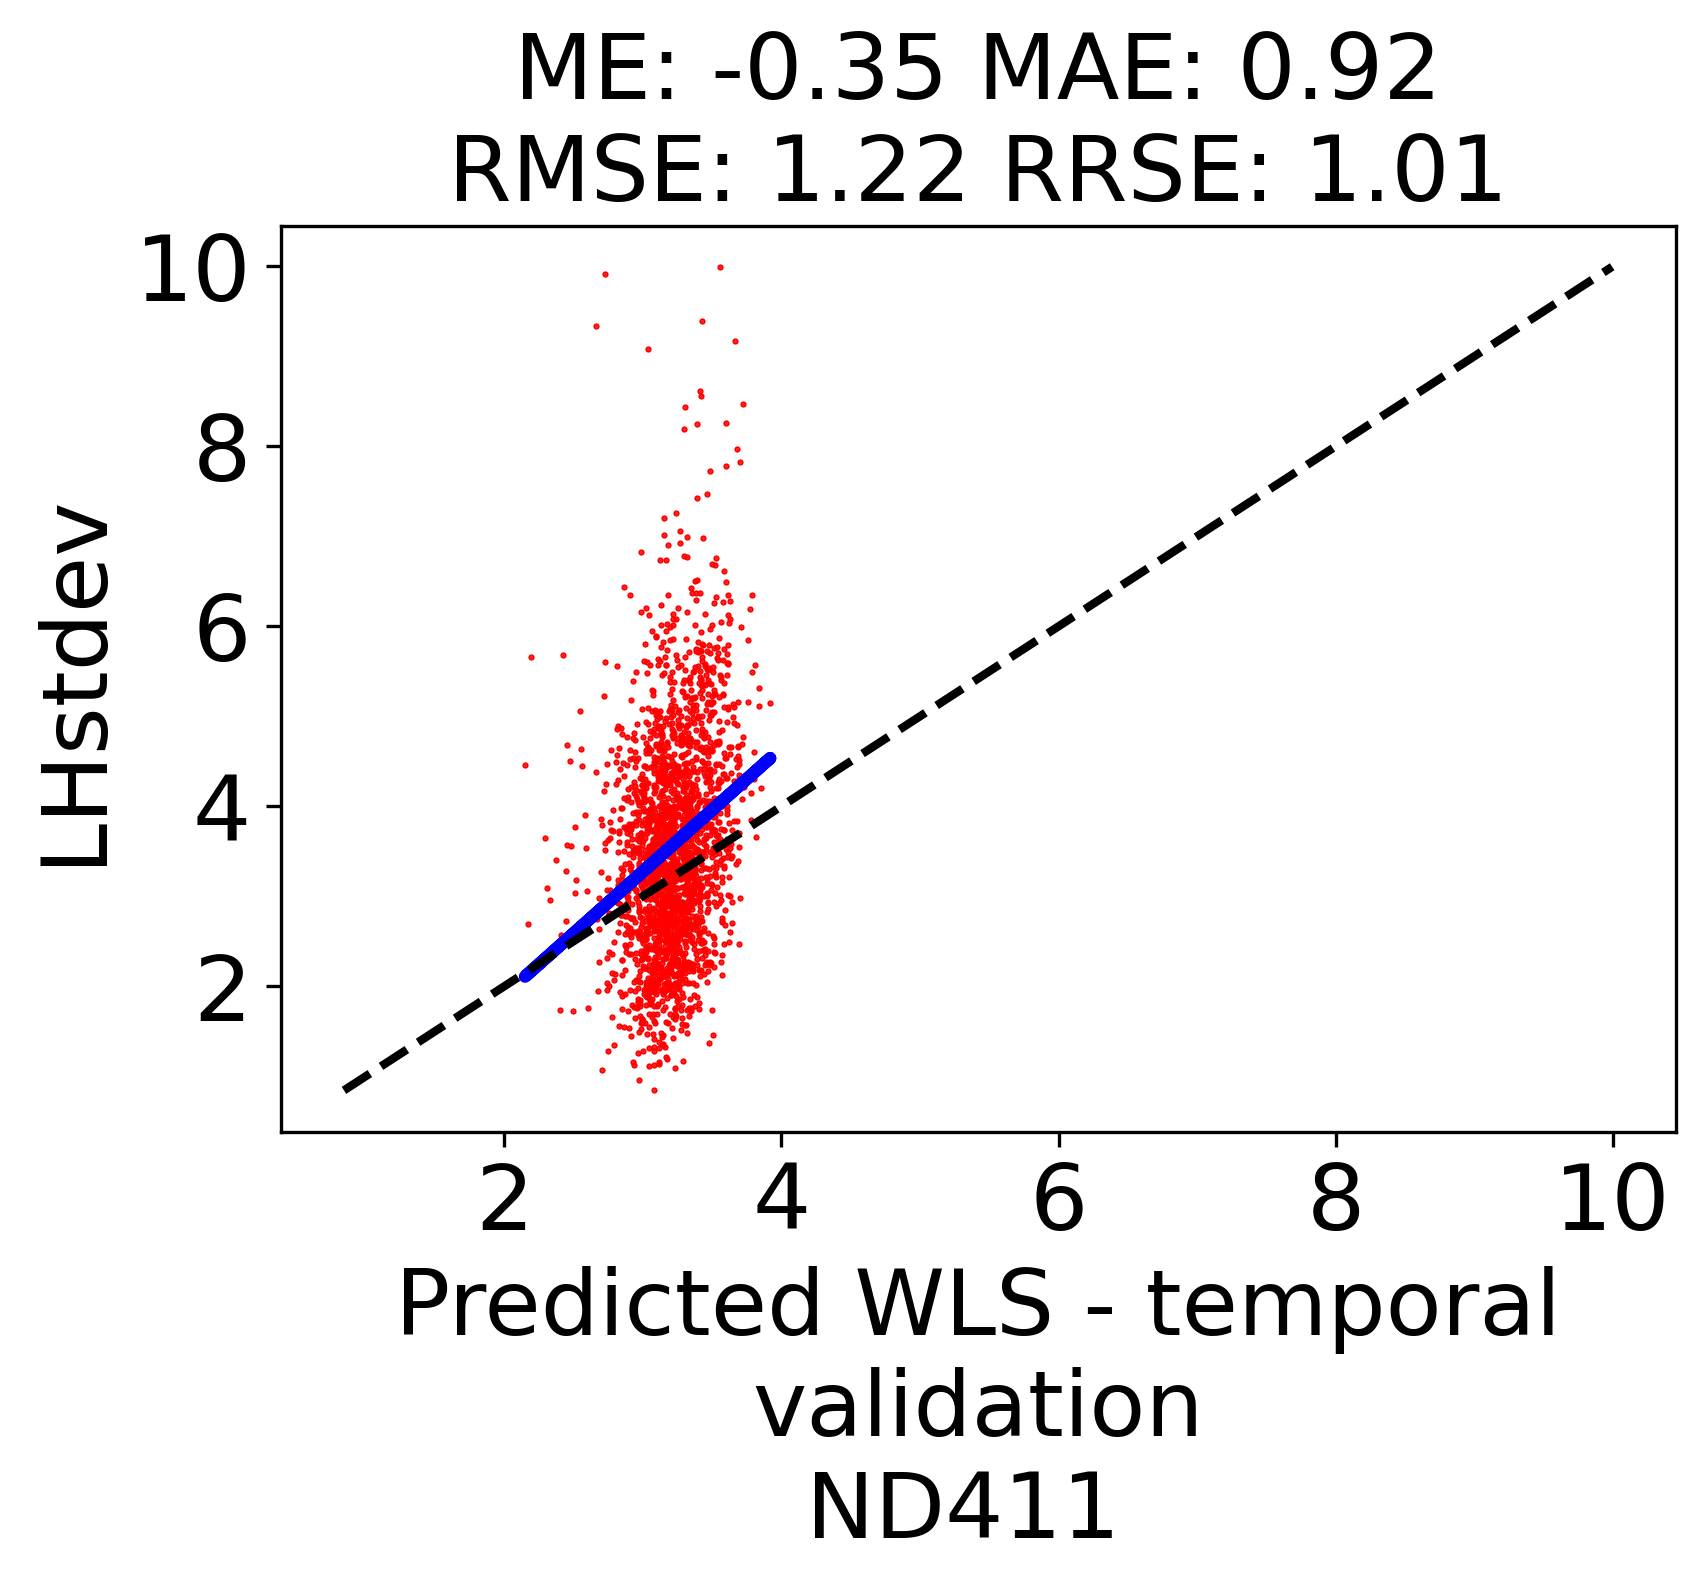 ME: -0.35 MAE: 0.92
RMSE: 1.22 RRSE: 1.01
10
8
6
4
2
LHstdev
2 4 6 8 10
Predicted WLS - temporal
validation
ND411